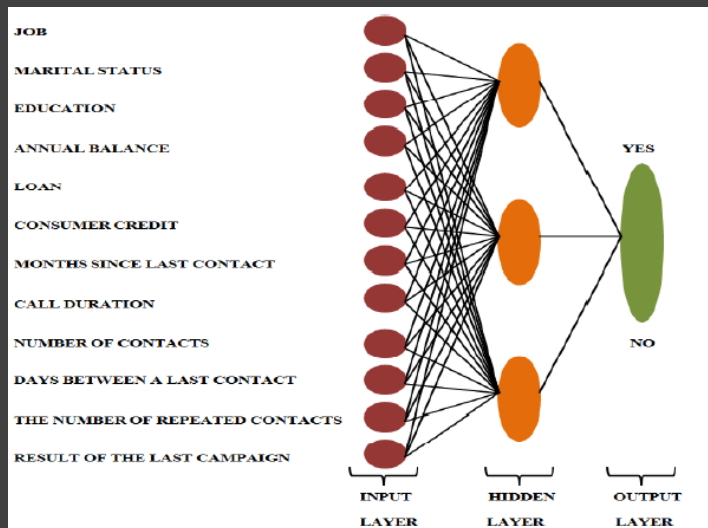 JOB
MARITAL STATUS
EDUCATION
ANNUAL BALANCE
LOAN
CONSUMER CREDIT
MONTHS SINCE LAST CONTACT
CALL DURATION
NUMBER OF CONTACTS
DAYS BETWEEN A LAST CONTACT
THE NUMBER OF REPEATED CONTACTS
RESULT OF THE LAST CAMPAIGN
YES
NO
INPUT
LAYER
HIDDEN
LAYER
OUTPUT
LAYER